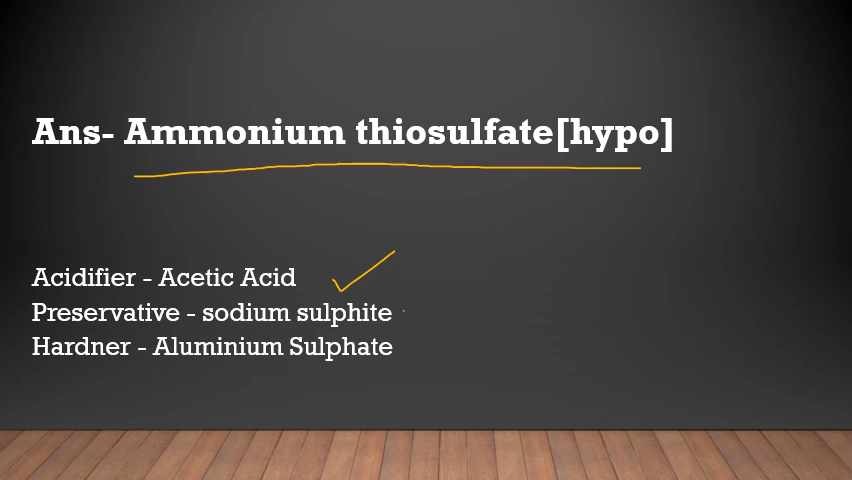 Ans- Ammonium thiosulfate[hypo]
Acidifier - Acetic Acid
Preservative - sodium sulphite
Hardner - Aluminium Sulphate